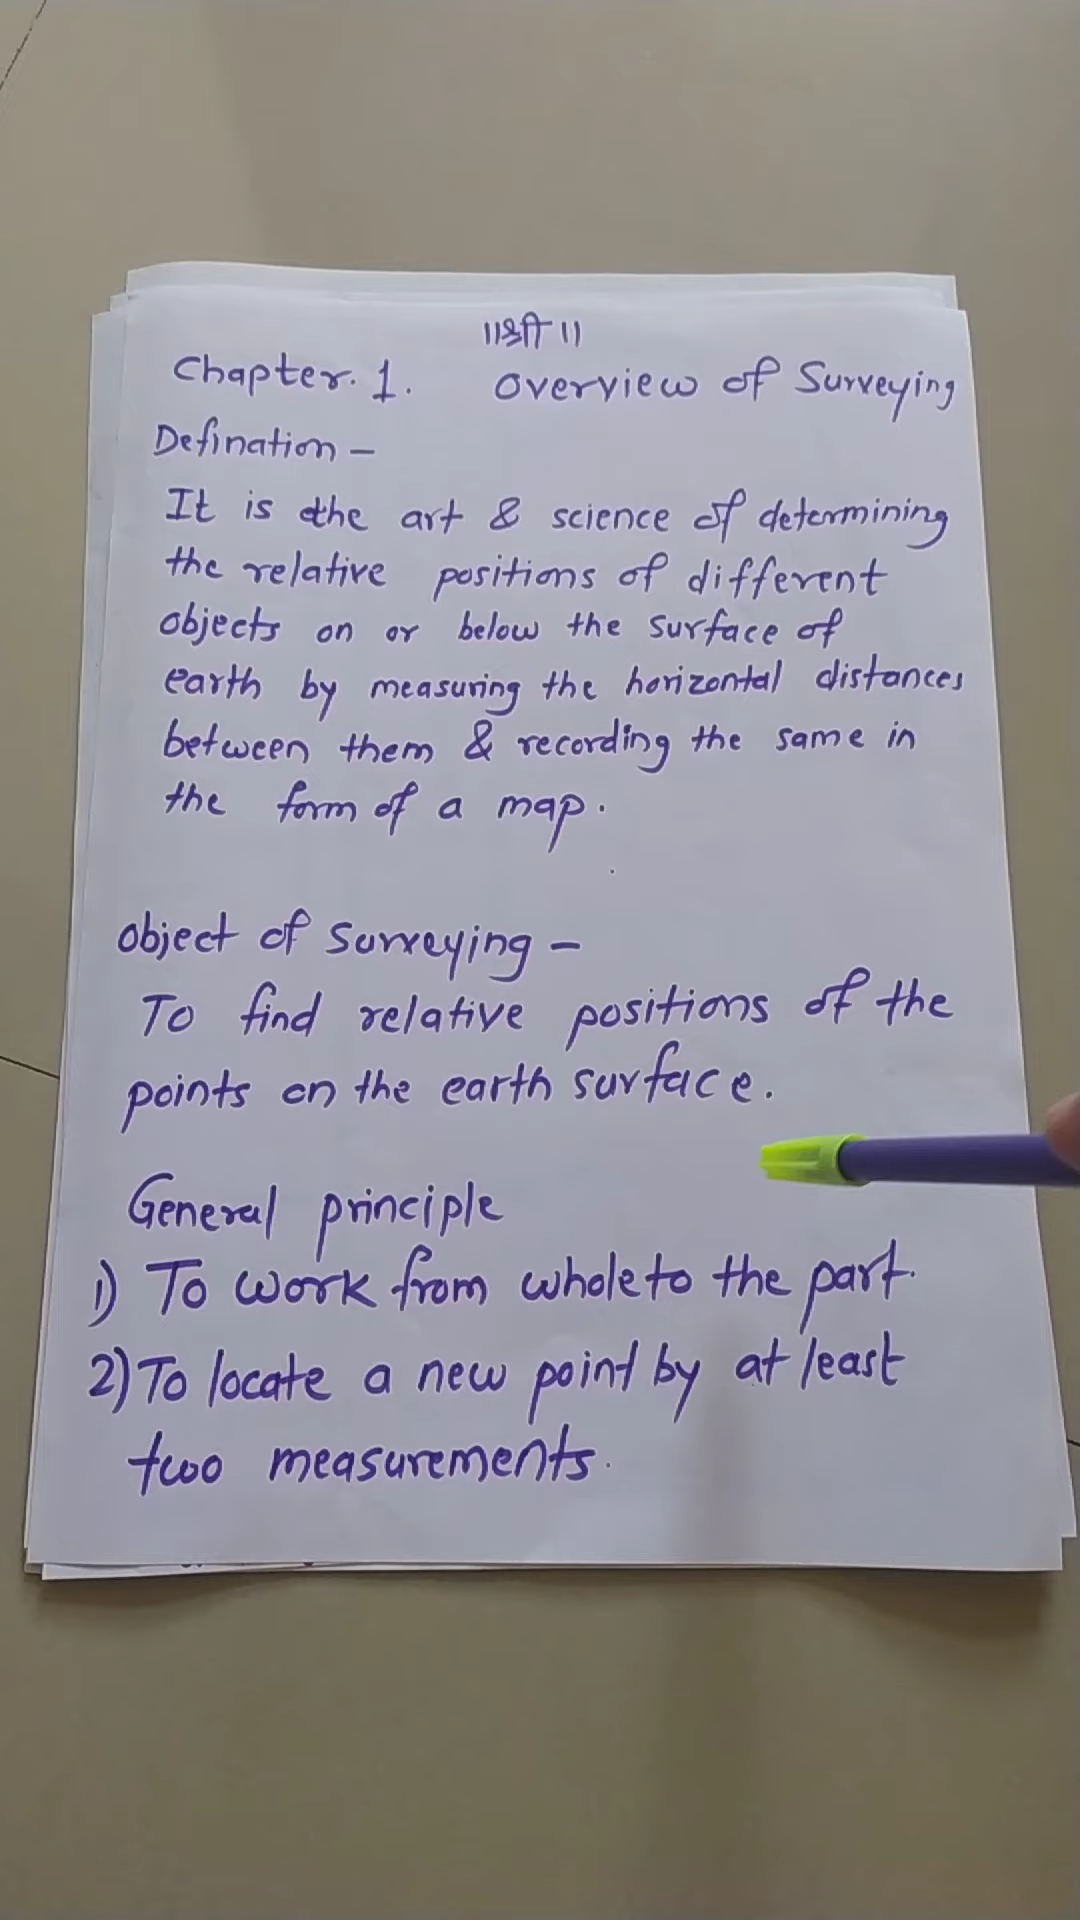 ॥श्री॥
Chapter. 1. Overview of Surveying
Defination –
It is the art & science of determining
the relative positions of different
objects on or below the surface of
earth by measuring the horizontal distances
between them & recording the same in
the form of a map.
object of Surveying –
To find relative positions of the
points on the earth surface.
General principle
1) To work from whole to the part.
2) To locate a new point by at least
two measurements.